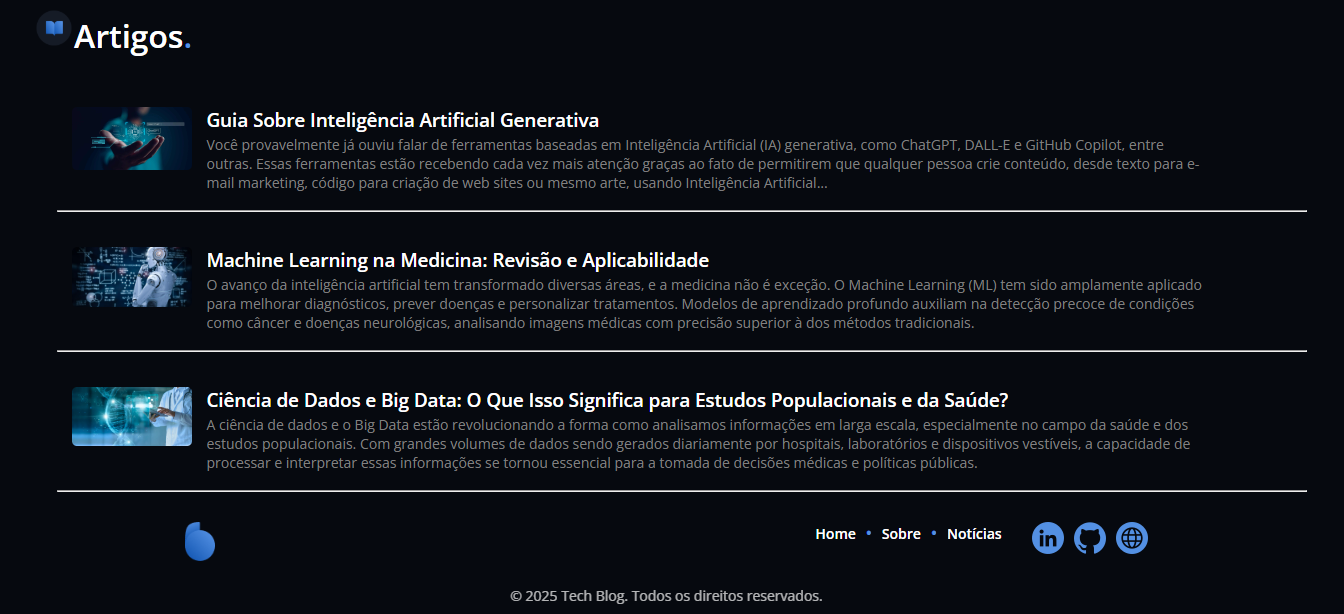 Artigos.
Guia Sobre Inteligência Artificial Generativa
Você provavelmente já ouviu falar de ferramentas baseadas em Inteligência Artificial (IA) generativa, como ChatGPT, DALL-E e GitHub Copilot, entre
outras. Essas ferramentas estão recebendo cada vez mais atenção graças ao fato de permitirem que qualquer pessoa crie conteúdo, desde texto para e-
mail marketing, código para criação de web sites ou mesmo arte, usando Inteligência Artificial...
Machine Learning na Medicina: Revisão e Aplicabilidade
O avanço da inteligência artificial tem transformado diversas áreas, e a medicina não é exceção. O Machine Learning (ML) tem sido amplamente aplicado
para melhorar diagnósticos, prever doenças e personalizar tratamentos. Modelos de aprendizado profundo auxiliam na detecção precoce de condições
como câncer e doenças neurológicas, analisando imagens médicas com precisão superior à dos métodos tradicionais.
Ciência de Dados e Big Data: O Que Isso Significa para Estudos Populacionais e da Saúde?
A ciência de dados e o Big Data estão revolucionando a forma como analisamos informações em larga escala, especialmente no campo da saúde e dos
estudos populacionais. Com grandes volumes de dados sendo gerados diariamente por hospitais, laboratórios e dispositivos vestíveis, a capacidade de
processar e interpretar essas informações se tornou essencial para a tomada de decisões médicas e políticas públicas.
Home • Sobre • Notícias
© 2025 Tech Blog. Todos os direitos reservados.